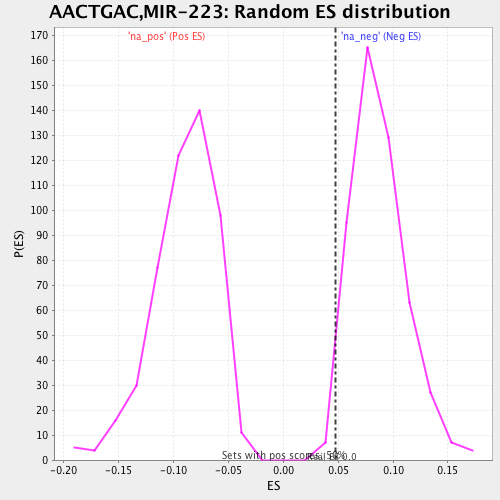 AACTGAC,MIR-223: Random ES distribution
'na_pos' (Pos ES)
'na_neg' (Neg ES)
170
160
150
140
130
120
110
100
90
80
70
60
50
40
30
20
10
0
P(ES)
Sets with pos scores: 50%
-0.20 -0.15 -0.10 -0.05 0.00 0.05 0.10 0.15
ES